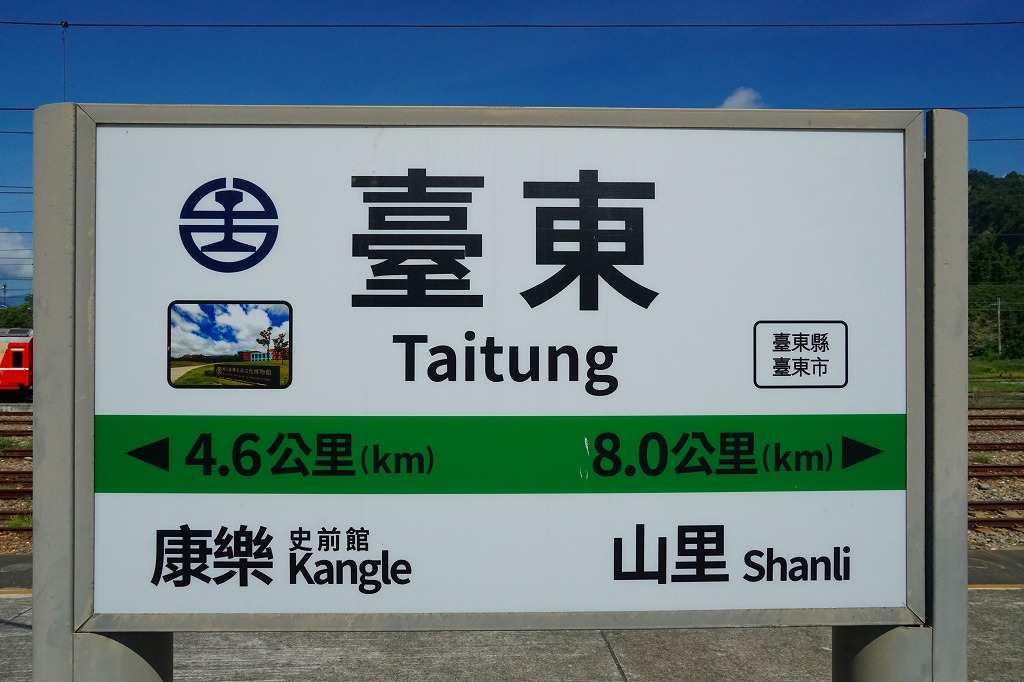 臺東
Taitung
臺東縣
臺東市
4.6公里(km)
8.0公里(km)
康樂 史前館 Kangle
山里 Shanli